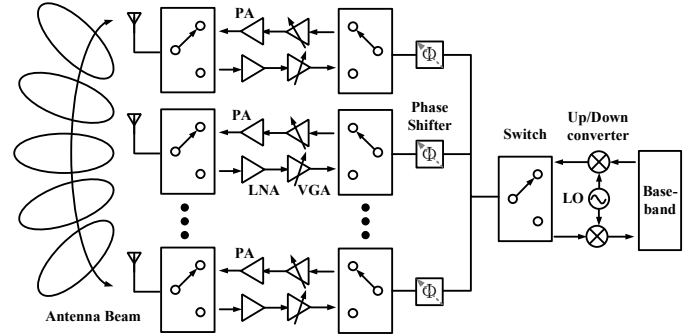 PA
Φ
PA
Phase
Shifter
Φ
LNA
VGA
Switch
Up/Down
converter
LO
Base-
band
PA
Φ
Antenna Beam